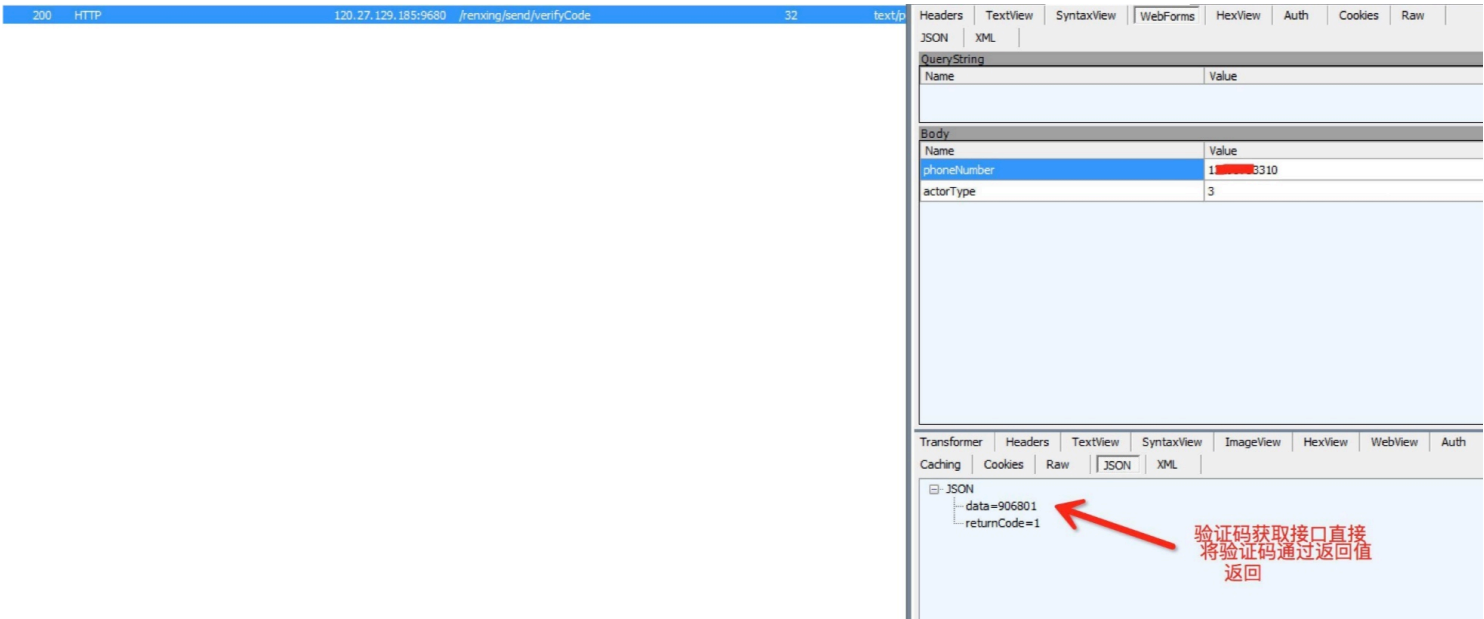 200 HTTP 120.27.129.185:9680 /renxing/send/verifyCode 32 text/p
Headers TextView SyntaxView WebForms HexView Auth Cookies Raw
JSON XML
QueryString
Name Value
Body
Name Value
phoneNumber 1 3310
actorType 3
Transformer Headers TextView SyntaxView ImageView HexView WebView Auth
Caching Cookies Raw JSON XML
JSON
data=906801
returnCode=1
验证码获取接口直接
将验证码通过返回值
返回